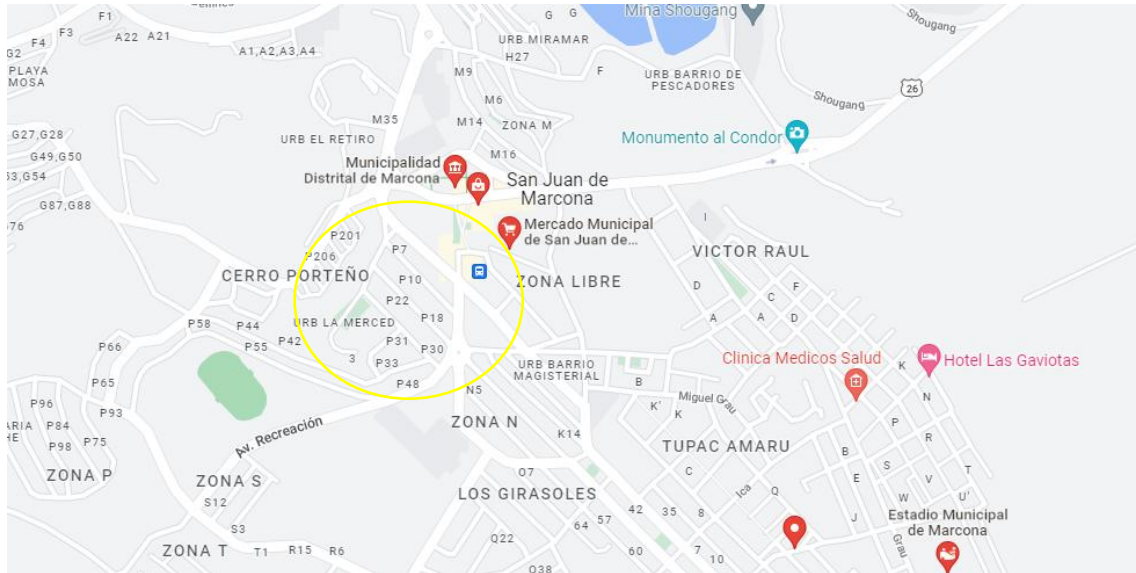 F1
G
G
Mina Shougang
F3
A22
A21
F4
URB MIRAMAR
Shougang
G2
A1,A2,A3,A4
H27
PLAYA
MOSA
M9
F
URB BARRIO DE
PESCADORES
26
M6
Shougang
M35
M14
ZONA M
G27,G28
URB EL RETIRO
Monumento al Condor
G49,G50
M16
Municipalidad
Distrital de Marcona
53,G54
San Juan de
Marcona
G87,G88
P201
I
Mercado Municipal
de San Juan de...
P7
P206
VICTOR RAUL
CERRO PORTEÑO
P10
ZONA LIBRE
D
F
P22
C
URB LA MERCED
P18
A
A
D
P58
P44
P42
P55
P31
P66
3
P33
P30
Clinica Medicos Salud
K
Hotel Las Gaviotas
URB BARRIO
MAGISTERIAL
P65
P48
B
N5
Miguel Grau
N
P96
P93
K'
K
ARIA
HE
P84
Av. Recreación
ZONA N
P
P98
P75
K14
R
TUPAC AMARU
B
ZONA P
ZONA S
O7
C
S
T
E
V
S12
LOS GIRASOLES
Ica
Q
W
U'
42
35
8
Estadio Municipal
de Marcona
S3
57
J
64
ZONA T
T1
R15
R6
Q22
60
7
10
Grau
Q38